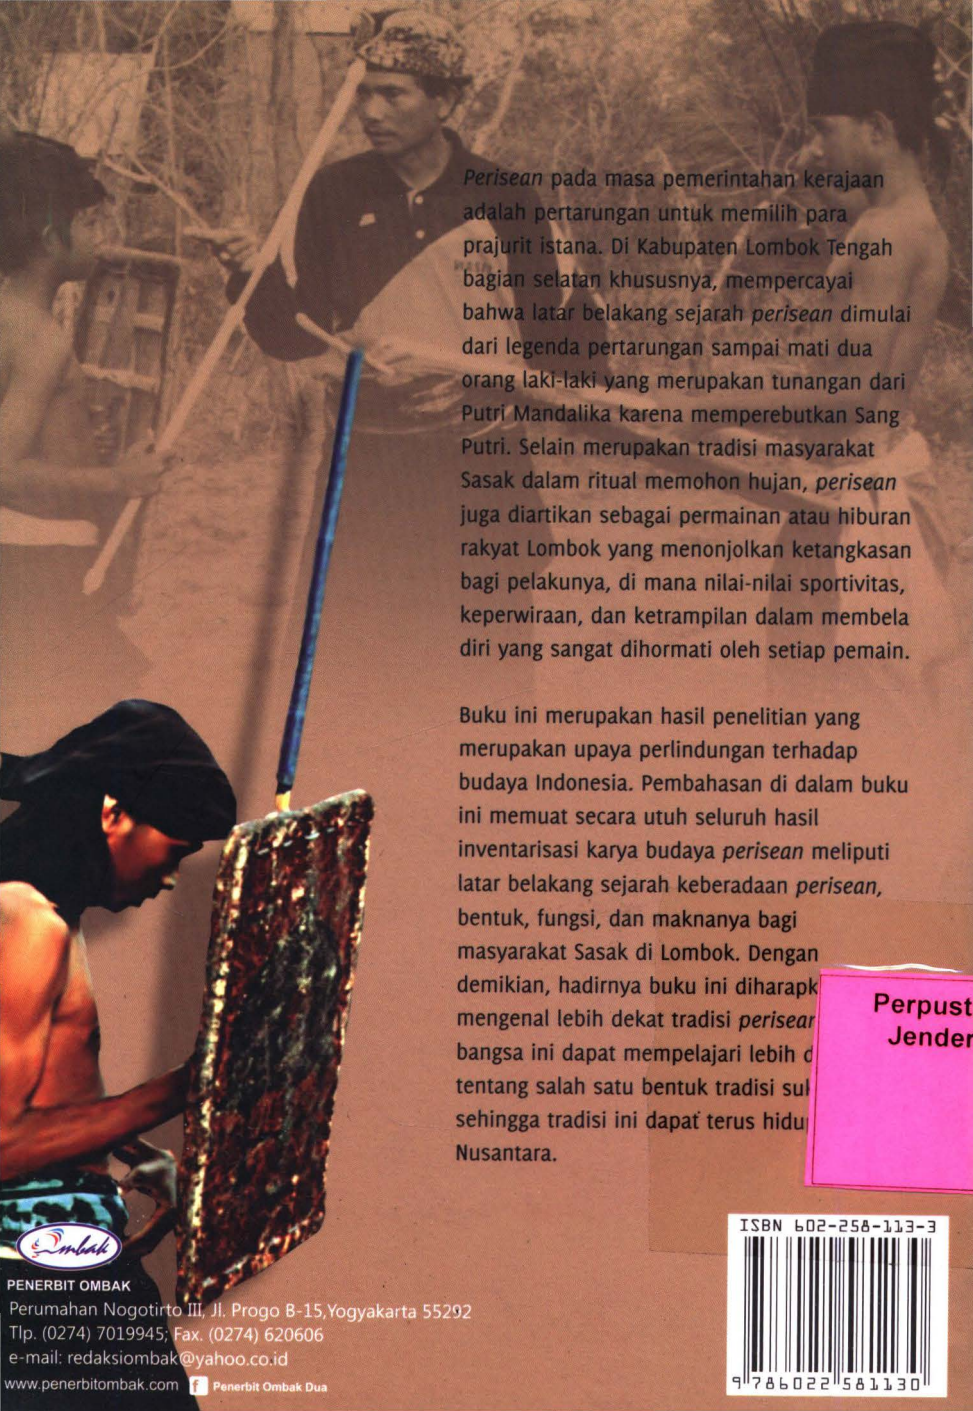 Perisean pada masa pemerintahan kerajaan
adalah pertarungan untuk memilih para
prajurit istana. Di Kabupaten Lombok Tengah
bagian selatan khususnya, mempercayai
bahwa latar belakang sejarah perisean dimulai
dari legenda pertarungan sampai mati dua
orang laki-laki yang merupakan tunangan dari
Putri Mandalika karena memperebutkan Sang
Putri. Selain merupakan tradisi masyarakat
Sasak dalam ritual memohon hujan, perisean
juga diartikan sebagai permainan atau hiburan
rakyat Lombok yang menonjolkan ketangkasan
bagi pelakunya, di mana nilai-nilai sportivitas,
keperwiraan, dan ketrampilan dalam membela
diri yang sangat dihormati oleh setiap pemain.
Buku ini merupakan hasil penelitian yang
merupakan upaya perlindungan terhadap
budaya Indonesia. Pembahasan di dalam buku
ini memuat secara utuh seluruh hasil
inventarisasi karya budaya perisean meliputi
latar belakang sejarah keberadaan perisean,
bentuk, fungsi, dan maknanya bagi
masyarakat Sasak di Lombok. Dengan
demikian, hadirnya buku ini diharapk
mengenal lebih dekat tradisi perisean
bangsa ini dapat mempelajari lebih d
tentang salah satu bentuk tradisi suk
sehingga tradisi ini dapat terus hidu
Nusantara.
Perpust
Jender
ISBN 602-258-113-3
9 786022 581130
Ombak
PENERBIT OMBAK
Perumahan Nogotirto III, Jl. Progo B-15,Yogyakarta 55292
Tlp. (0274) 7019945; Fax. (0274) 620606
e-mail: redaksiombak@yahoo.co.id
www.penerbitombak.com f Penerbit Ombak Dua